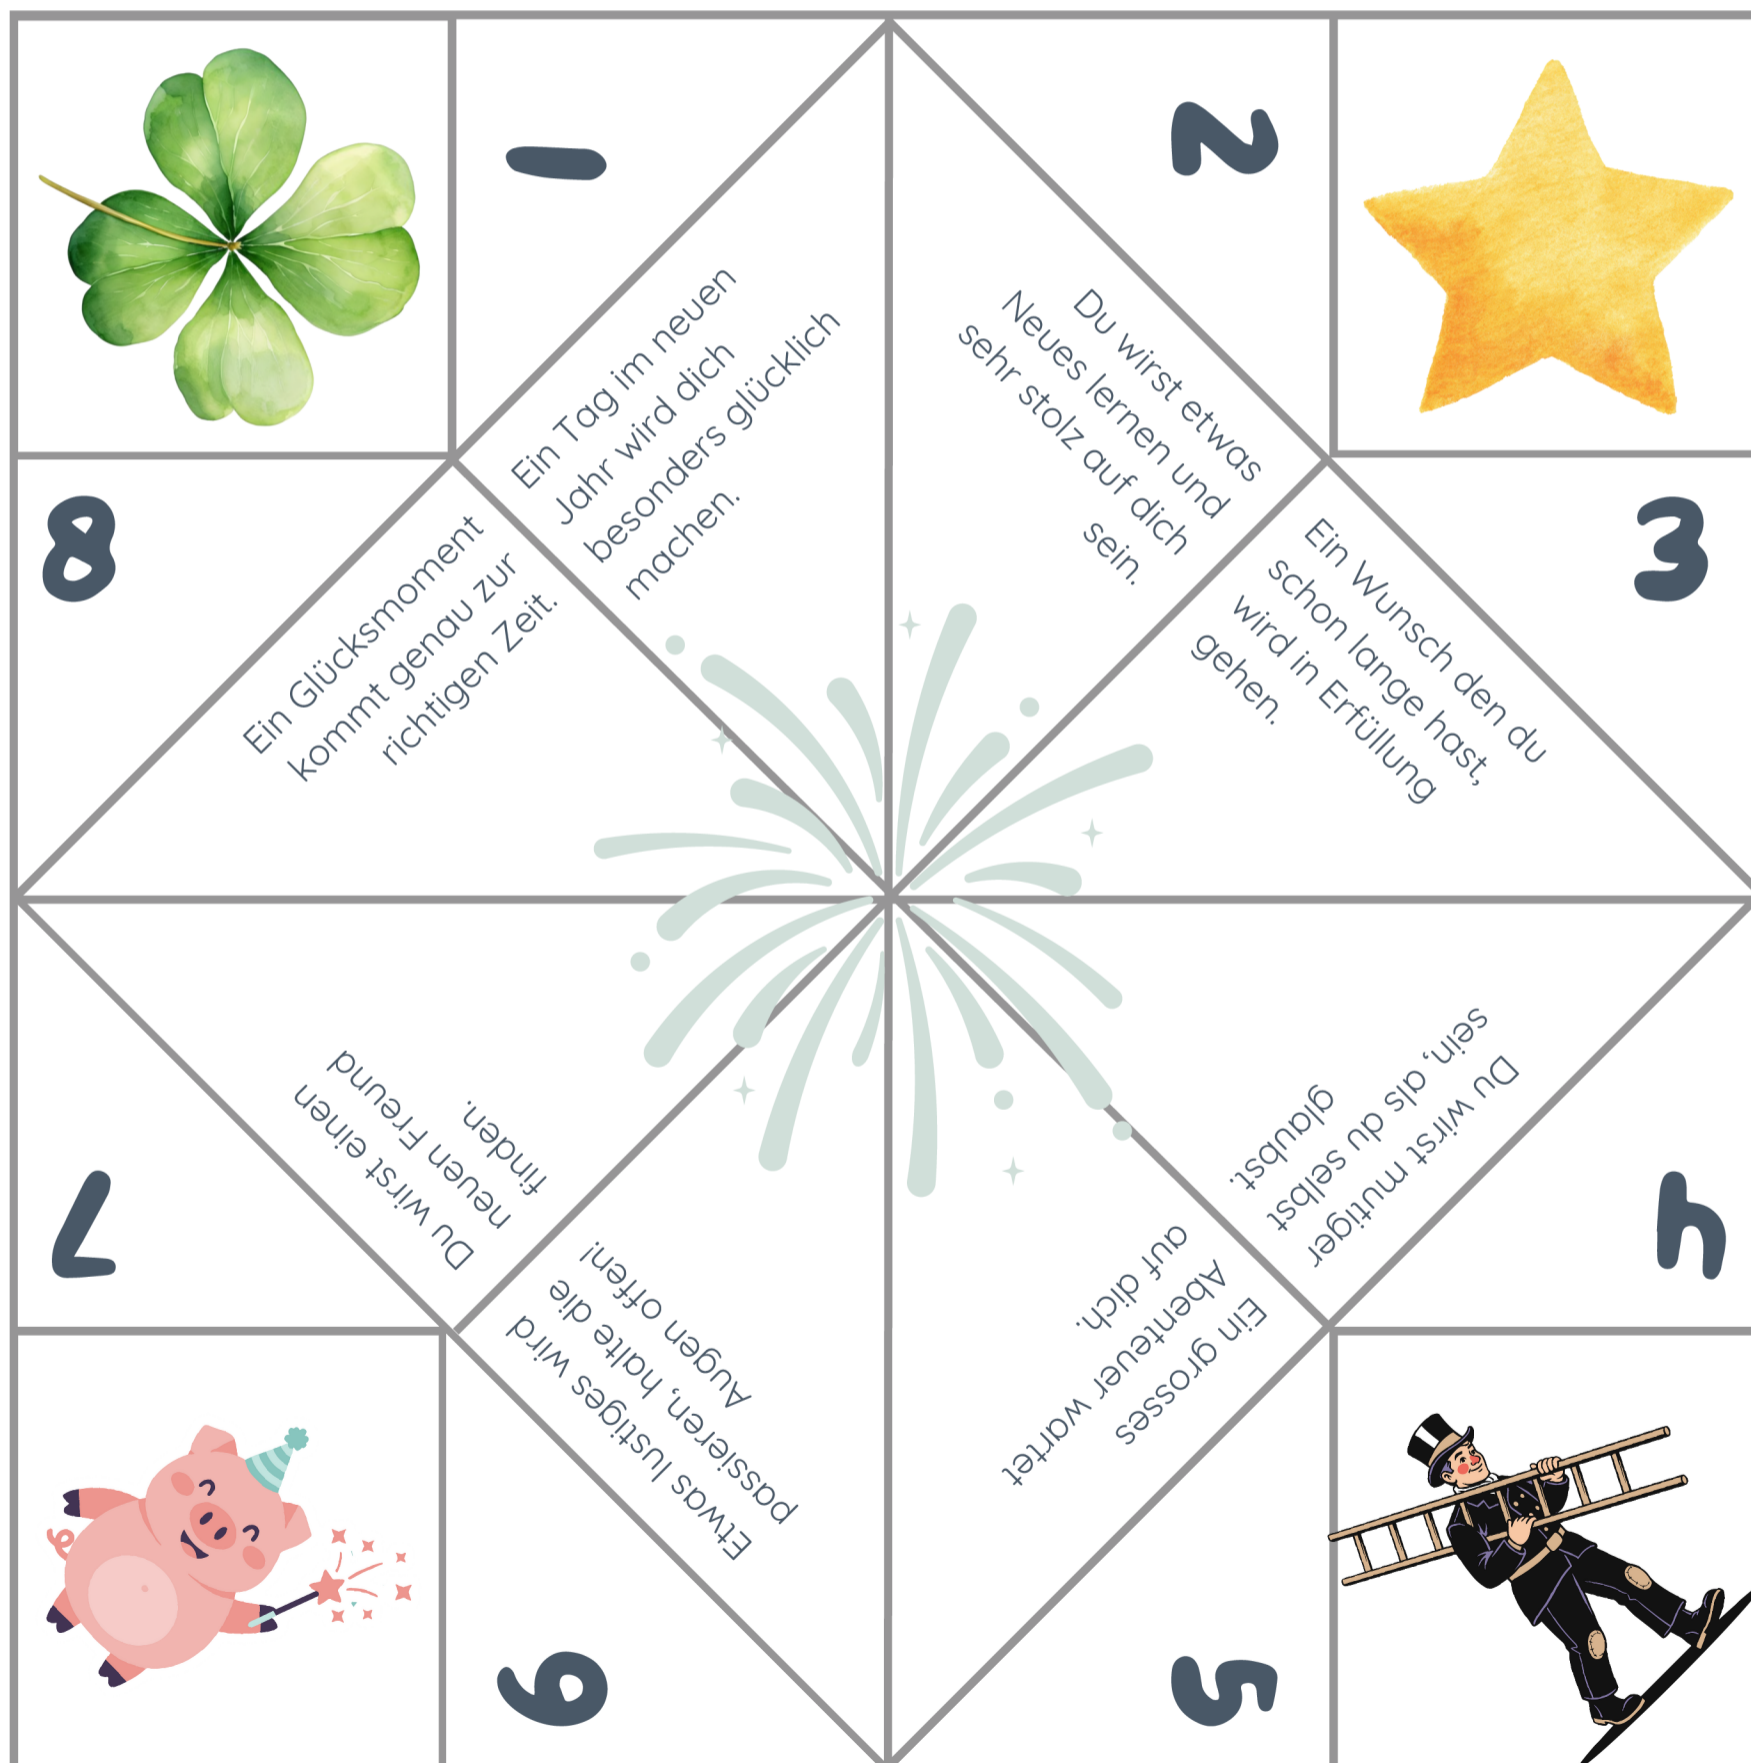 1
Ein Tag im neuen
Jahr wird dich
besonders glücklich
machen.
2
Du wirst etwas
Neues lernen und
sehr stolz auf dich
sein.
3
Ein Wunsch den du
schon lange hast,
wird in Erfüllung
gehen.
4
Du wirst mutiger
sein, als du selbst
glaubst.
5
Ein grosses
Abenteuer wartet
auf dich.
6
Etwas lustiges wird
passieren, halte die
Augen offen!
7
Du wirst einen
neuen Freund
finden.
8
Ein Glücksmoment
kommt genau zur
richtigen Zeit.